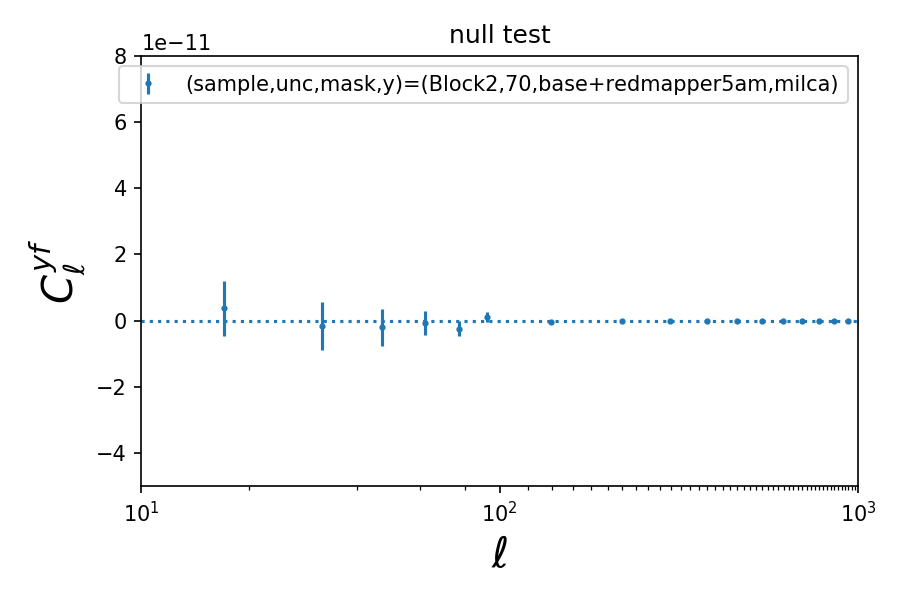 null test
1e−11
(sample,unc,mask,y)=(Block2,70,base+redmapper5am,milca)
8
6
4
2
0
−2
−4
C_ℓ^{yf}
10^1
10^2
10^3
ℓ